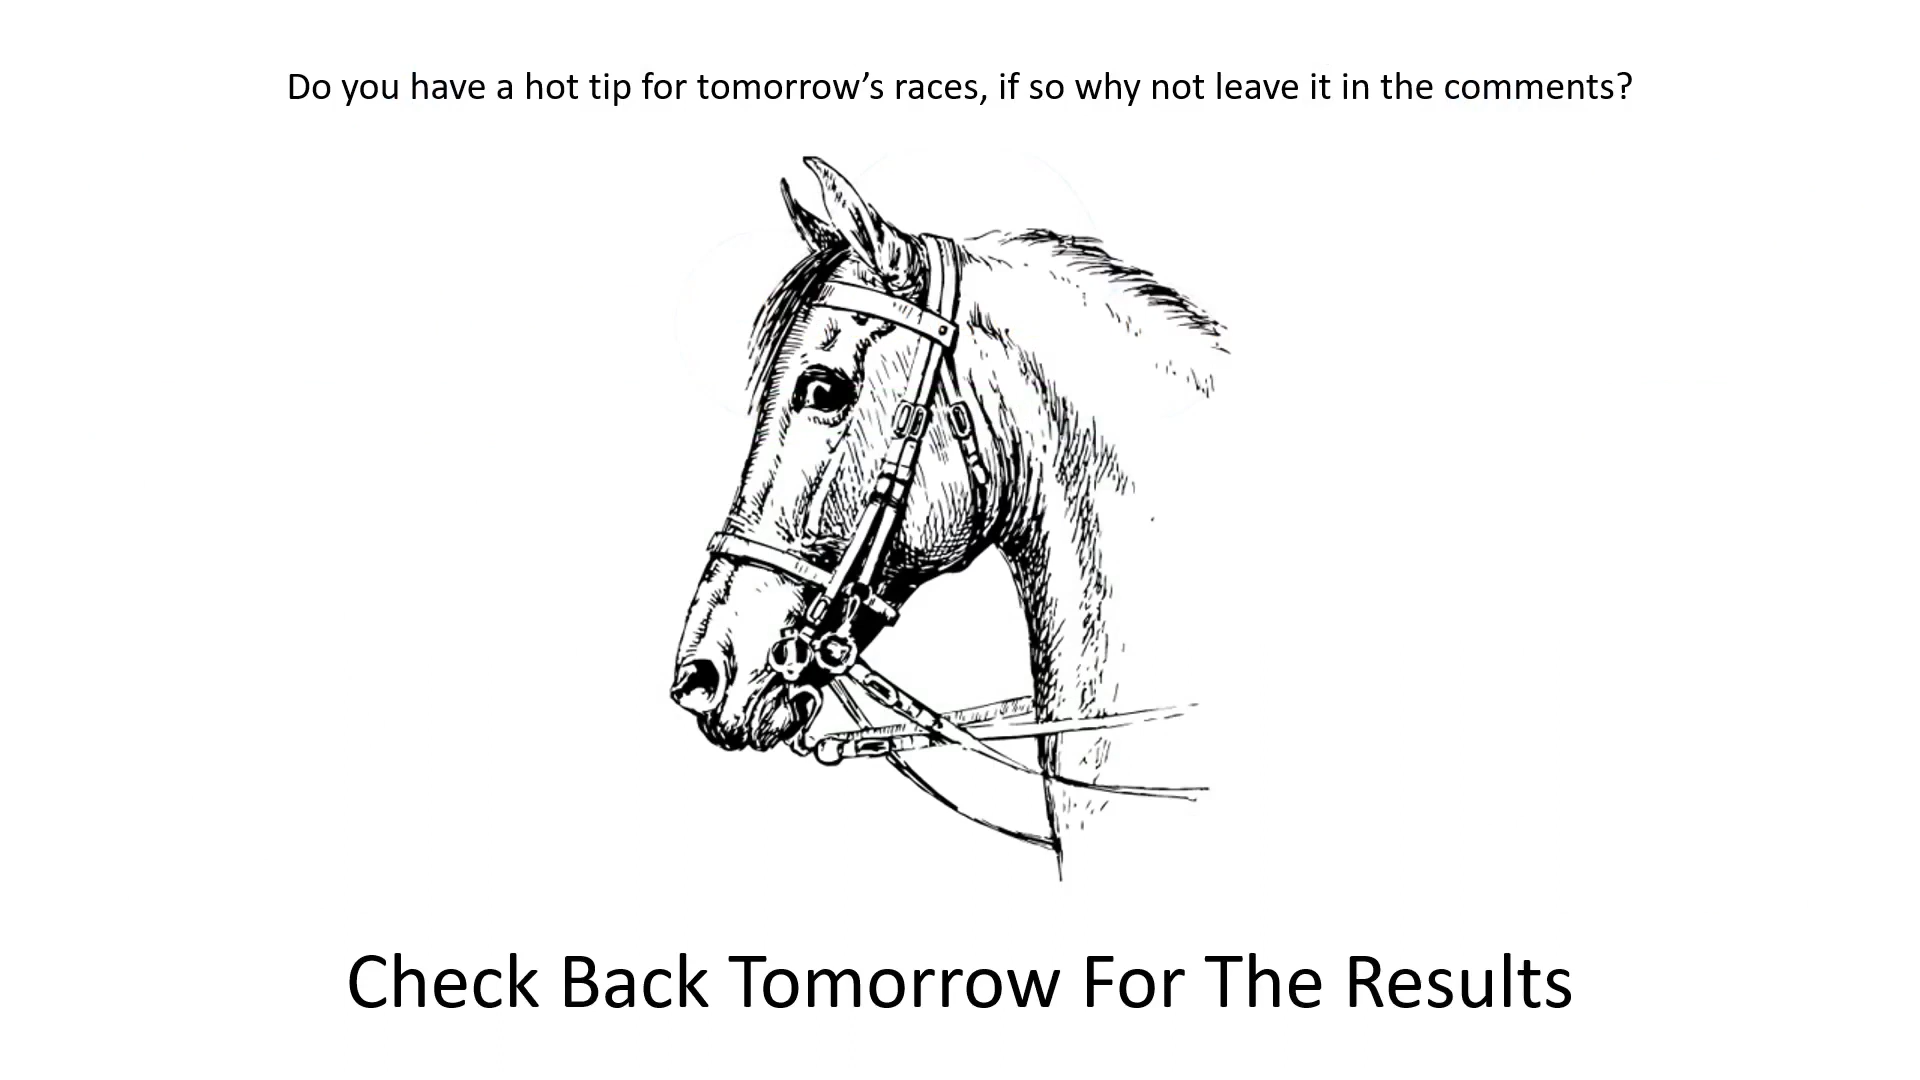 Do you have a hot tip for tomorrow’s races, if so why not leave it in the comments?
Check Back Tomorrow For The Results